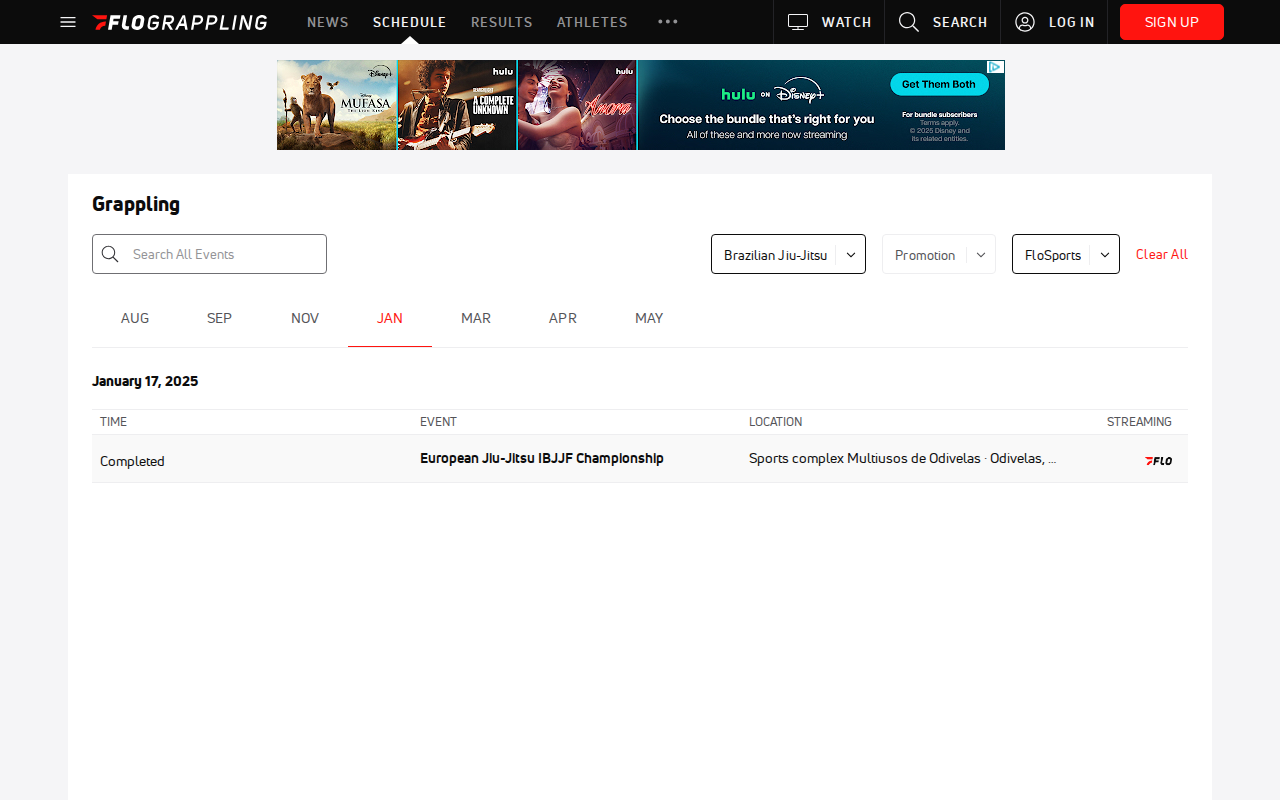 FLOGRAPPLING
NEWS
SCHEDULE
RESULTS
ATHLETES
WATCH
SEARCH
LOG IN
SIGN UP
Disney+
Disney
MUFASA
THE LION KING
hulu
SEARCHLIGHT
A COMPLETE
UNKNOWN
hulu
Anora
hulu ON Disney+
Choose the bundle that's right for you
All of these and more now streaming
Get Them Both
For bundle subscribers
Terms apply.
© 2025 Disney and
its related entities.
Grappling
Search All Events
Brazilian Jiu-Jitsu
Promotion
FloSports
Clear All
AUG
SEP
NOV
JAN
MAR
APR
MAY
January 17, 2025
TIME
EVENT
LOCATION
STREAMING
Completed
European Jiu-Jitsu IBJJF Championship
Sports complex Multiusos de Odivelas · Odivelas, ...
FLO